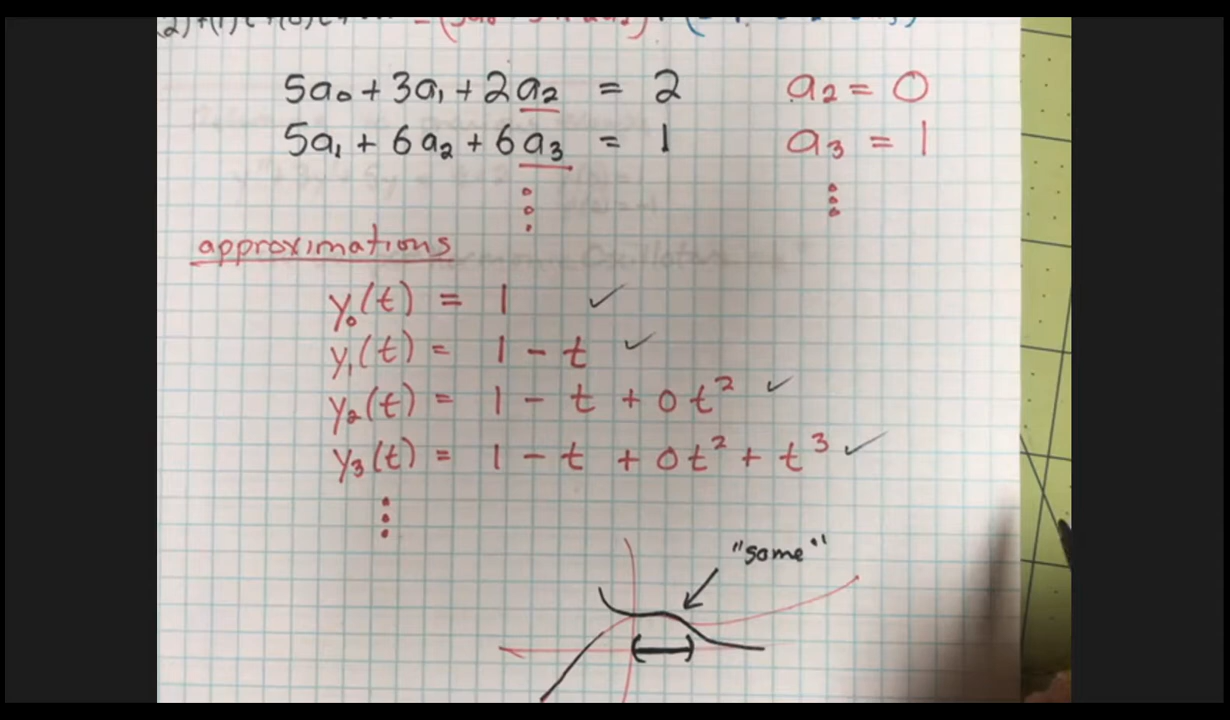 5a₀ + 3a₁ + 2a₂ = 2 a₂ = 0
5a₁ + 6a₂ + 6a₃ = 1 a₃ = 1
⋮ ⋮
approximations
y₀(t) = 1 ✓
y₁(t) = 1 - t ✓
y₂(t) = 1 - t + 0t² ✓
y₃(t) = 1 - t + 0t² + t³ ✓
⋮
"same"
( )